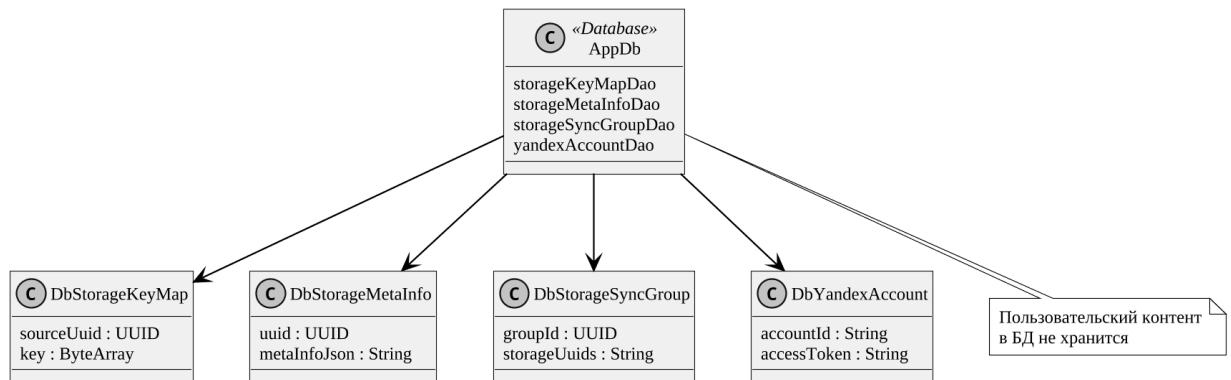 C «Database»
AppDb
storageKeyMapDao
storageMetaInfoDao
storageSyncGroupDao
yandexAccountDao
C DbStorageKeyMap
sourceUuid : UUID
key : ByteArray
C DbStorageMetaInfo
uuid : UUID
metaInfoJson : String
C DbStorageSyncGroup
groupId : UUID
storageUuids : String
C DbYandexAccount
accountId : String
accessToken : String
Пользовательский контент
в БД не хранится